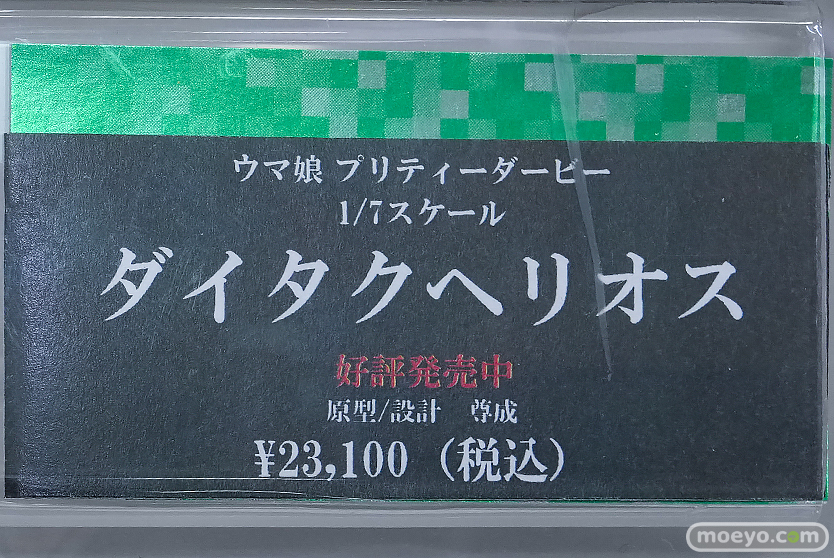 ウマ娘 プリティーダービー
1/7スケール
ダイタクヘリオス
好評発売中
原型/設計　尊成
¥23,100（税込）
moeyo.com